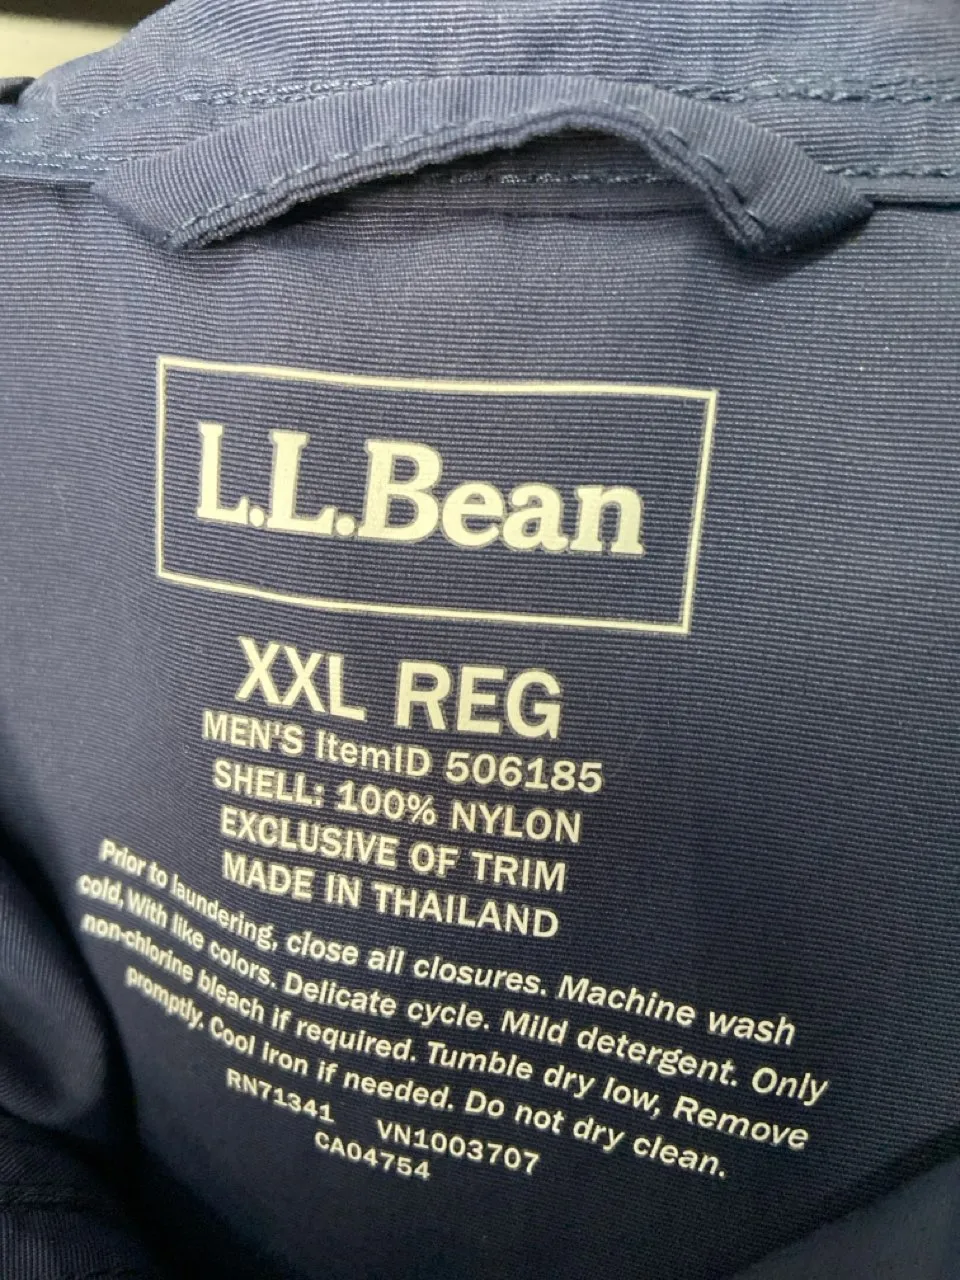 L.L.Bean
XXL REG
MEN'S ItemID 506185
SHELL: 100% NYLON
EXCLUSIVE OF TRIM
MADE IN THAILAND
Prior to laundering, close all closures. Machine wash
cold, With like colors. Delicate cycle. Mild detergent. Only
non-chlorine bleach if required. Tumble dry low, Remove
promptly. Cool iron if needed. Do not dry clean.
RN71341 VN1003707
CA04754